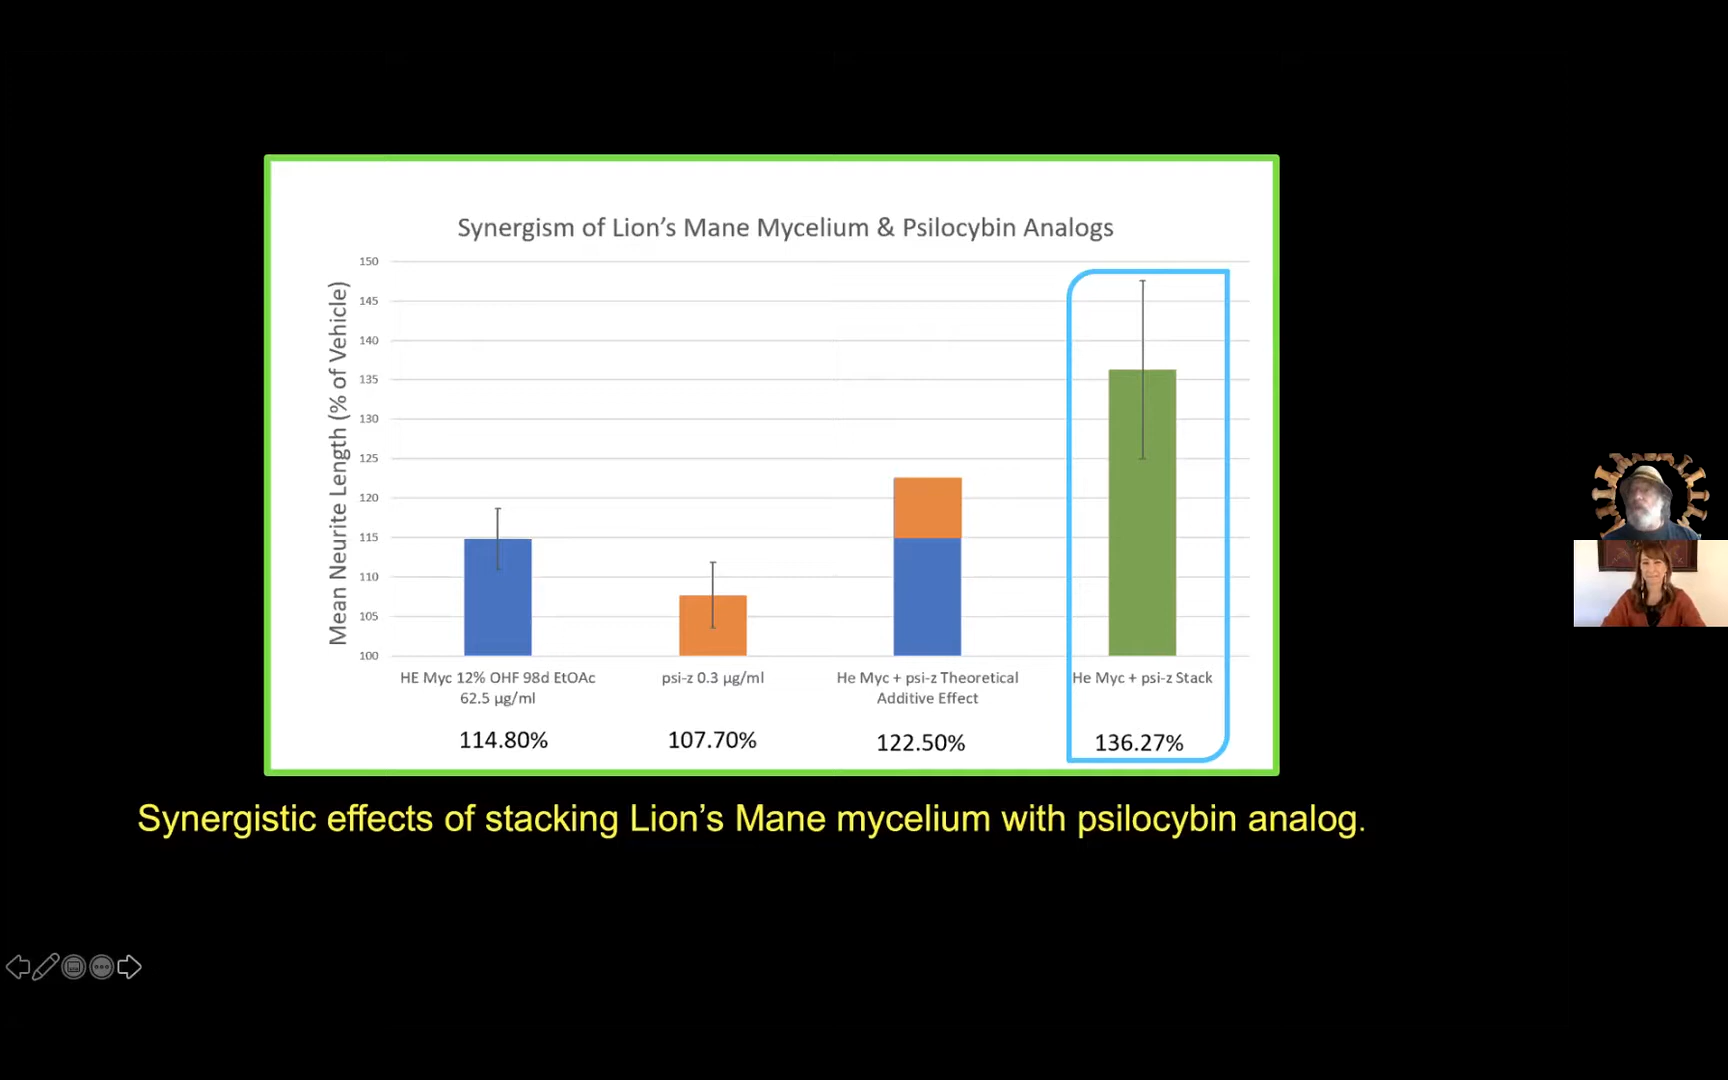 Synergism of Lion's Mane Mycelium & Psilocybin Analogs
Mean Neurite Length (% of Vehicle)
150
145
140
135
130
125
120
115
110
105
100
HE Myc 12% OHF 98d EtOAc
62.5 µg/ml
psi-z 0.3 µg/ml
He Myc + psi-z Theoretical
Additive Effect
He Myc + psi-z Stack
114.80%
107.70%
122.50%
136.27%
Synergistic effects of stacking Lion's Mane mycelium with psilocybin analog.